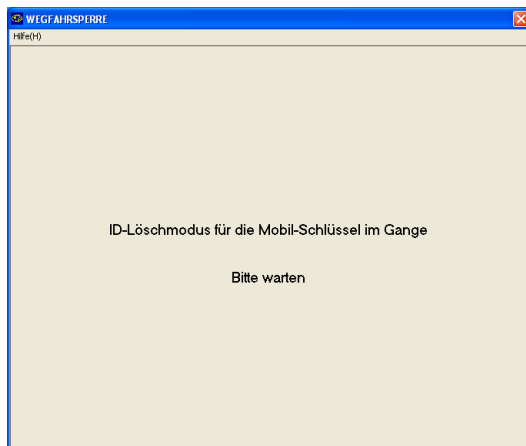 WEGFAHRSPERRE
Hilfe(H)
ID-Löschmodus für die Mobil-Schlüssel im Gange
Bitte warten